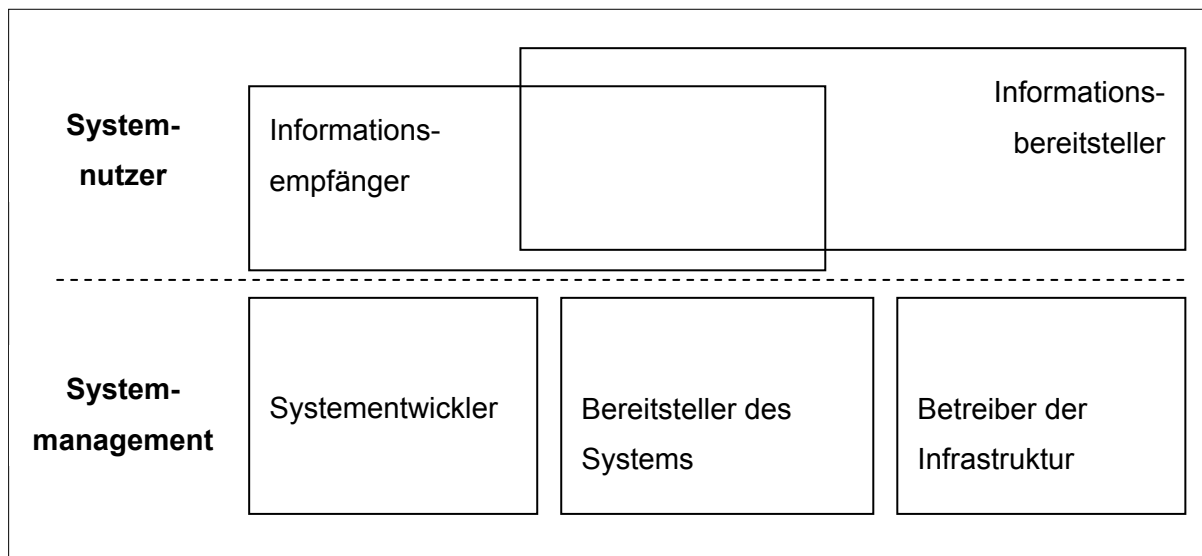 System-
nutzer
Informations-
empfänger
Informations-
bereitsteller
System-
management
Systementwickler
Bereitsteller des
Systems
Betreiber der
Infrastruktur